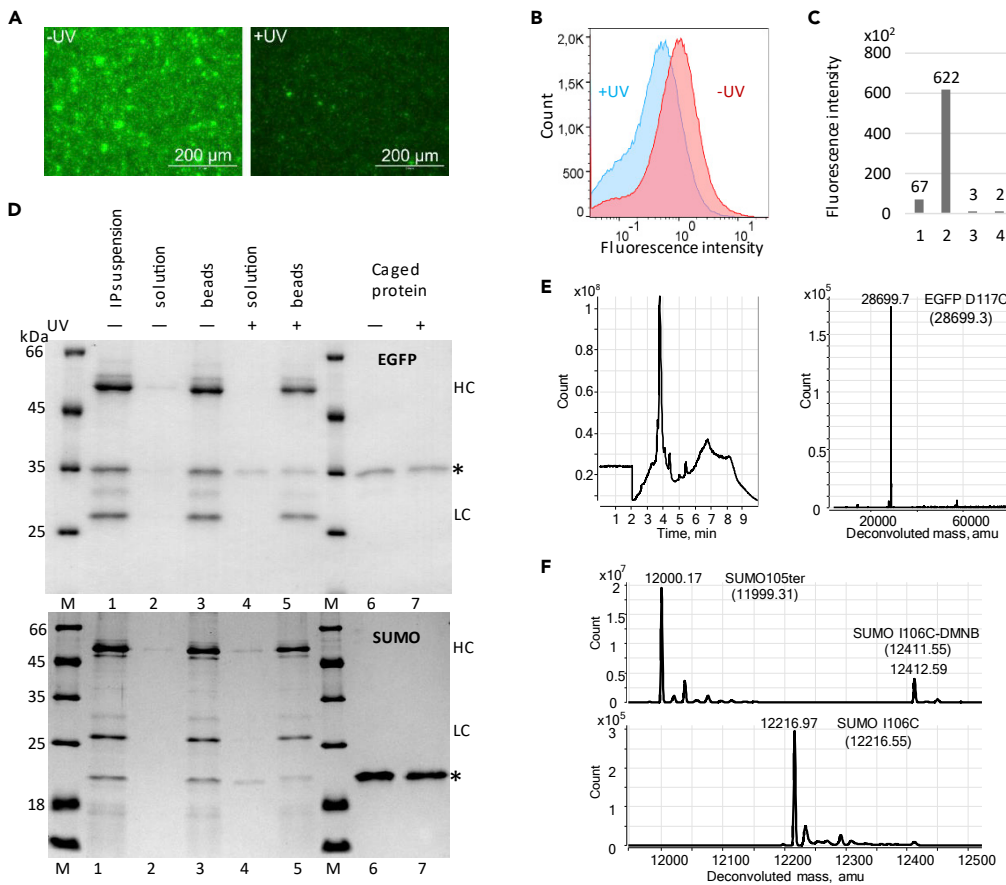 A
-UV
200 µm
+UV
200 µm
B
2,0K
1,5K
1,0K
500
0
Count
+UV
-UV
10⁻¹ 10⁰ 10¹
Fluorescence intensity
C
x10²
800
600
400
200
0
Fluorescence intensity
67
622
3
2
1 2 3 4
D
IP suspension
solution
beads
solution
beads
Caged
protein
UV — — — + + — +
kDa
66
45
35
25
EGFP
HC
*
LC
M 1 2 3 4 5 M 6 7
66
45
35
25
18
SUMO
HC
LC
*
M 1 2 3 4 5 M 6 7
E
x10⁸
1.0
0.8
0.6
0.4
0.2
Count
1 2 3 4 5 6 7 8 9
Time, min
x10⁵
1.5
1
0.5
0
Count
28699.7
EGFP D117C
(28699.3)
20000 60000
Deconvoluted mass, amu
F
x10⁷
2.0
1.5
1
0.5
0
Count
12000.17
SUMO105ter
(11999.31)
SUMO I106C-DMNB
(12411.55)
12412.59
x10⁵
3
2
1
0
Count
12216.97
SUMO I106C
(12216.55)
12000 12100 12200 12300 12400 12500
Deconvoluted mass, amu